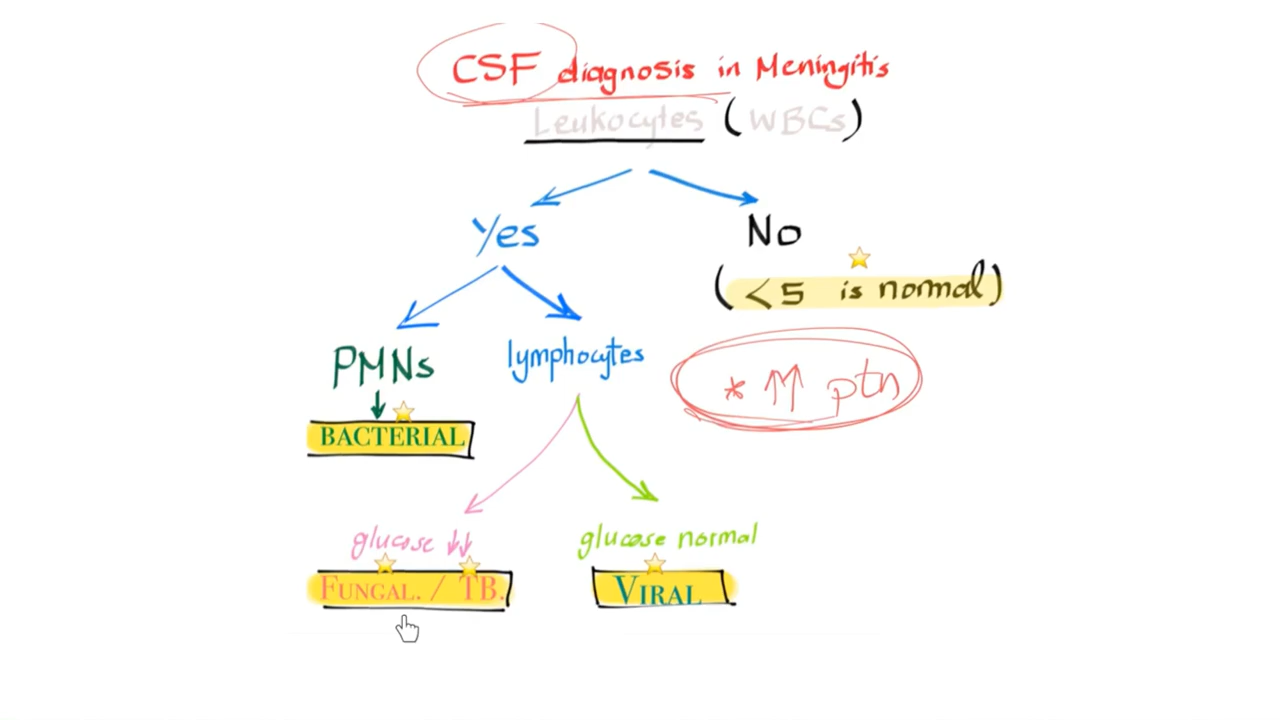 CSF diagnosis in Meningitis
Leukocytes (WBCs)
Yes
No
(<5 is normal)
PMNs
lymphocytes
* ↑↑ ptn
BACTERIAL
glucose ↓↓
glucose normal
FUNGAL. / TB.
VIRAL